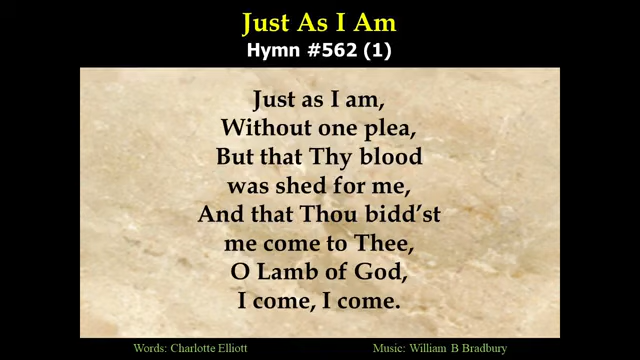 Just As I Am
Hymn #562 (1)
Just as I am,
Without one plea,
But that Thy blood
was shed for me,
And that Thou bidd’st
me come to Thee,
O Lamb of God,
I come, I come.
Words: Charlotte Elliott
Music: William B Bradbury